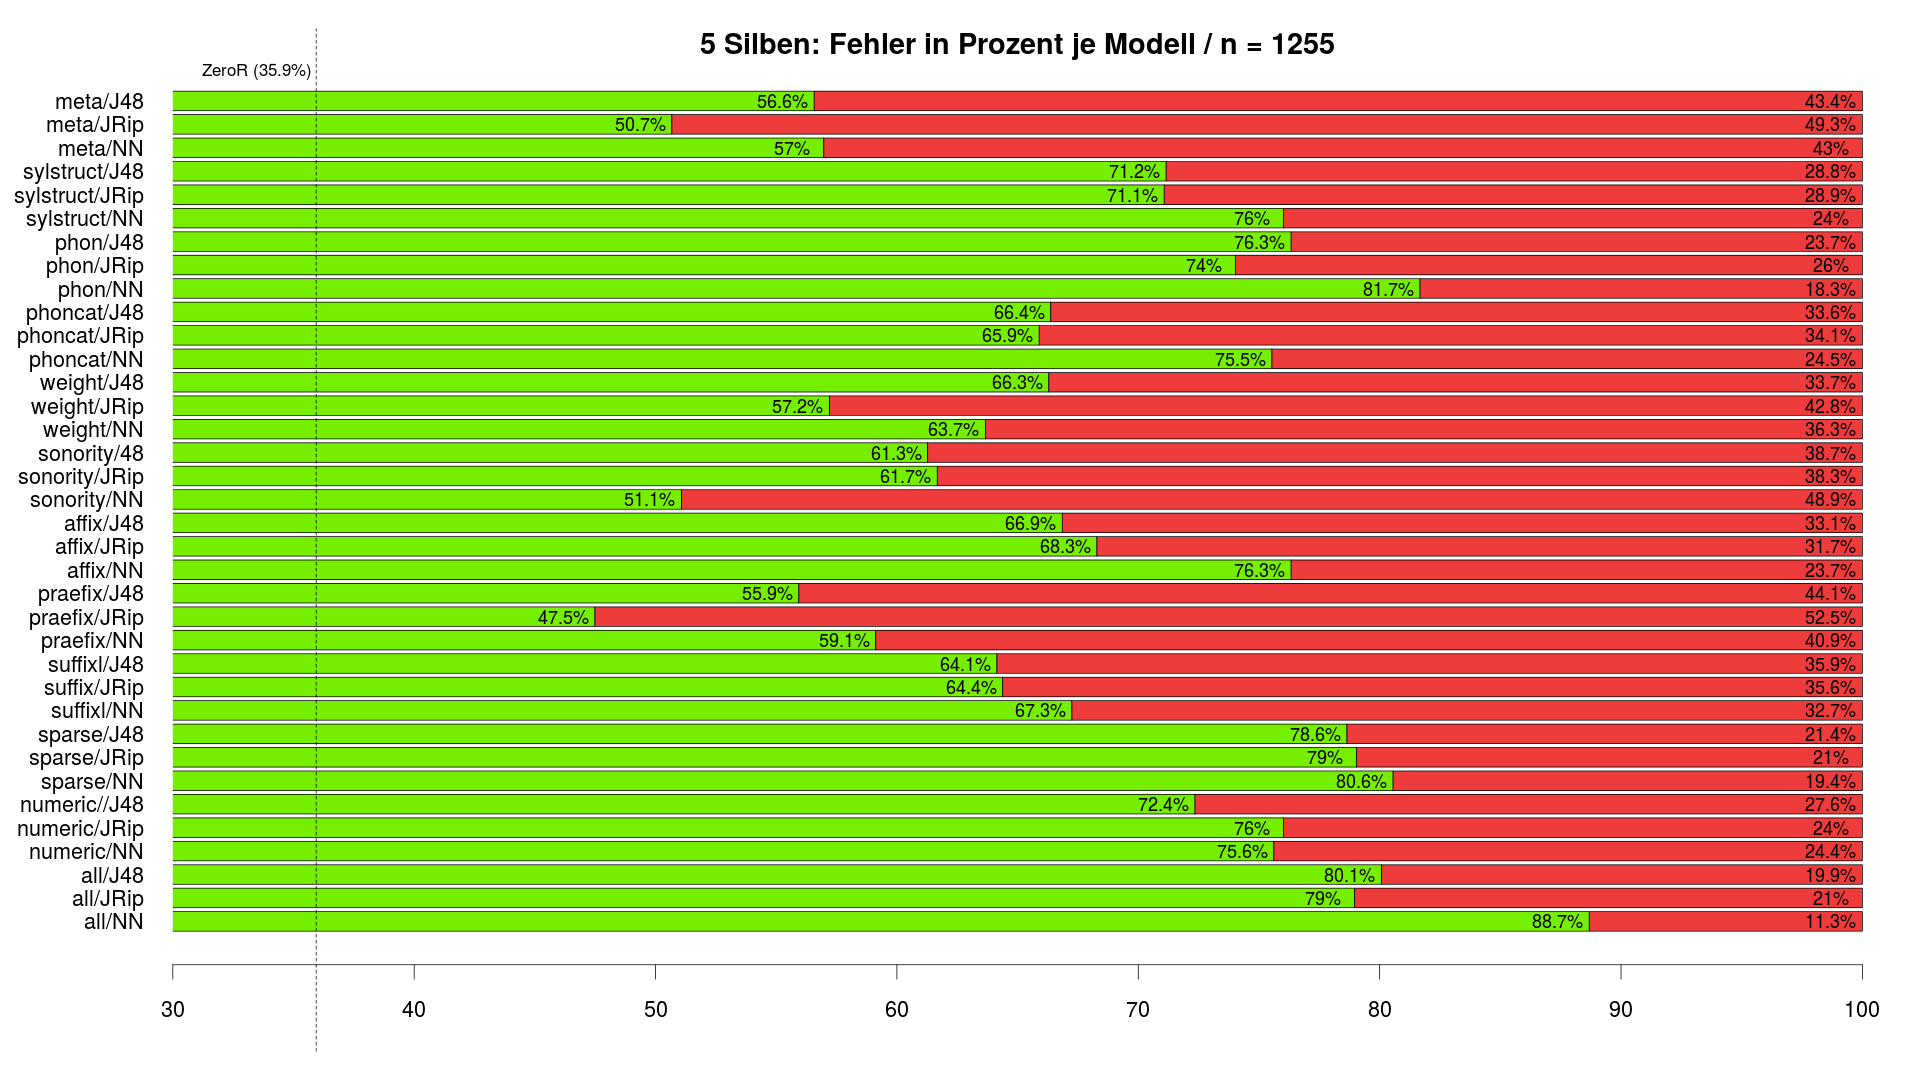 5 Silben: Fehler in Prozent je Modell / n = 1255
ZeroR (35.9%)
meta/J48 56.6% 43.4%
meta/JRip 50.7% 49.3%
meta/NN 57% 43%
sylstruct/J48 71.2% 28.8%
sylstruct/JRip 71.1% 28.9%
sylstruct/NN 76% 24%
phon/J48 76.3% 23.7%
phon/JRip 74% 26%
phon/NN 81.7% 18.3%
phoncat/J48 66.4% 33.6%
phoncat/JRip 65.9% 34.1%
phoncat/NN 75.5% 24.5%
weight/J48 66.3% 33.7%
weight/JRip 57.2% 42.8%
weight/NN 63.7% 36.3%
sonority/48 61.3% 38.7%
sonority/JRip 61.7% 38.3%
sonority/NN 51.1% 48.9%
affix/J48 66.9% 33.1%
affix/JRip 68.3% 31.7%
affix/NN 76.3% 23.7%
praefix/J48 55.9% 44.1%
praefix/JRip 47.5% 52.5%
praefix/NN 59.1% 40.9%
suffixl/J48 64.1% 35.9%
suffix/JRip 64.4% 35.6%
suffixl/NN 67.3% 32.7%
sparse/J48 78.6% 21.4%
sparse/JRip 79% 21%
sparse/NN 80.6% 19.4%
numeric//J48 72.4% 27.6%
numeric/JRip 76% 24%
numeric/NN 75.6% 24.4%
all/J48 80.1% 19.9%
all/JRip 79% 21%
all/NN 88.7% 11.3%
30 40 50 60 70 80 90 100